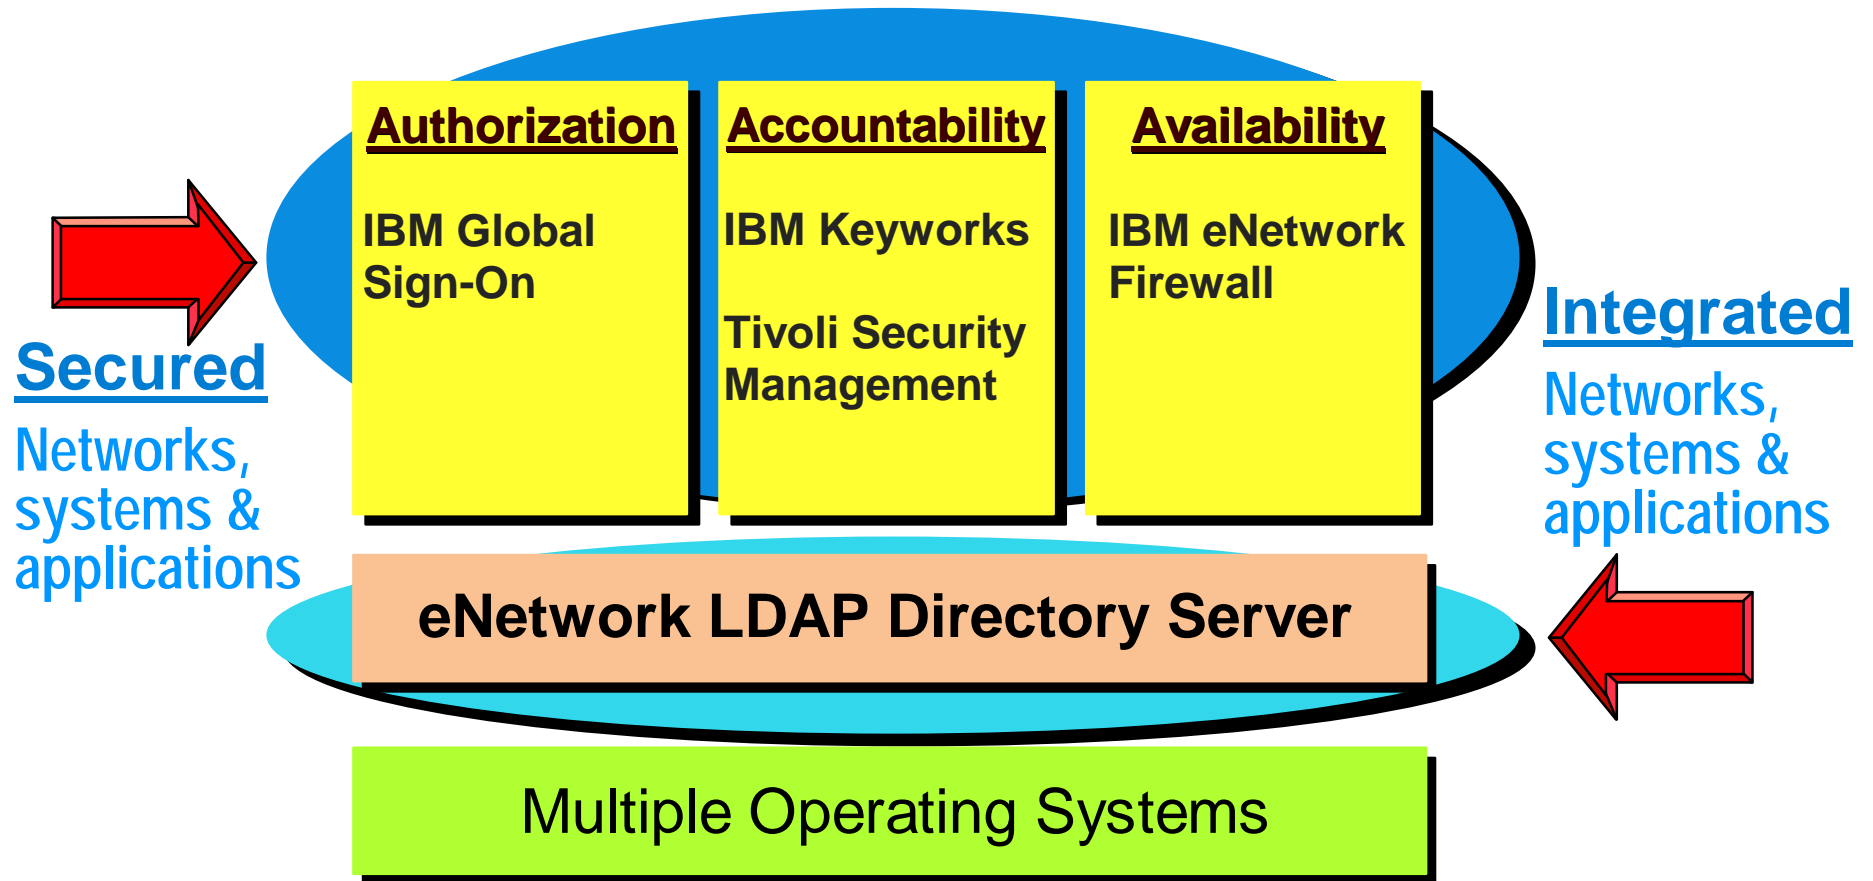 Authorization
IBM Global
Sign-On
Accountability
IBM Keyworks
Tivoli Security
Management
Availability
IBM eNetwork
Firewall
Secured
Networks,
systems &
applications
Integrated
Networks,
systems &
applications
eNetwork LDAP Directory Server
Multiple Operating Systems